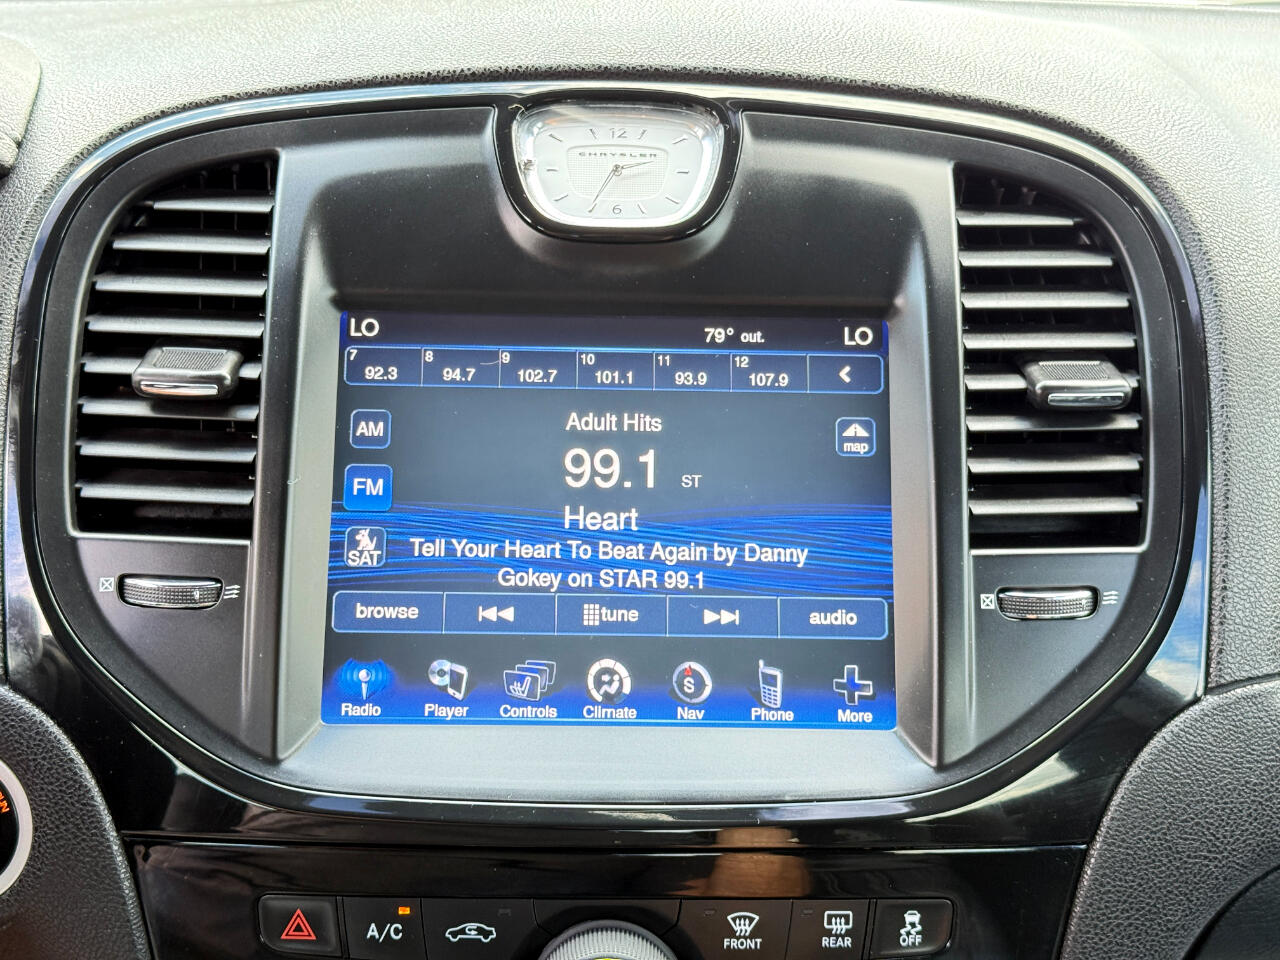 12
CHRYSLER
6
LO
79° out.
LO
7 92.3
8 94.7
9 102.7
10 101.1
11 93.9
12 107.9
AM
Adult Hits
map
FM
99.1 ST
Heart
SAT
Tell Your Heart To Beat Again by Danny
Gokey on STAR 99.1
browse
tune
audio
Radio
Player
Controls
Climate
S
Nav
Phone
More
RUN
A/C
FRONT
REAR
OFF